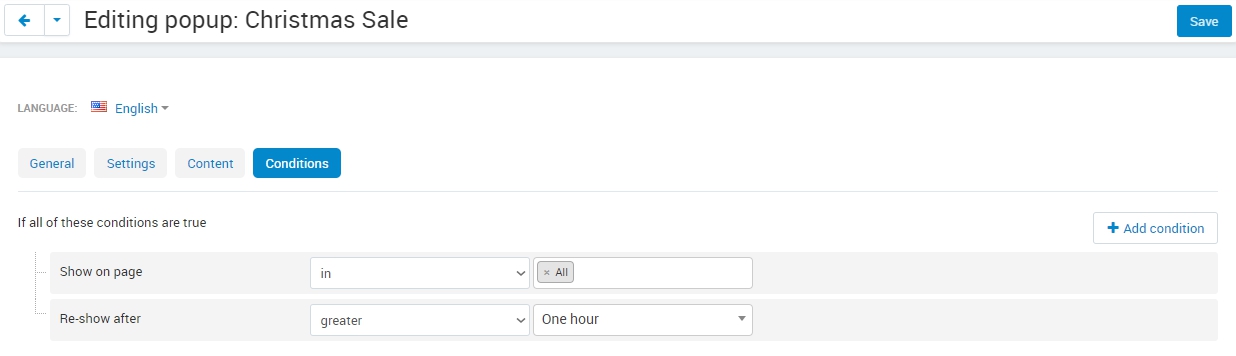 Editing popup: Christmas Sale
Save
LANGUAGE: English
General Settings Content Conditions
If all of these conditions are true
+ Add condition
Show on page in × All
Re-show after greater One hour